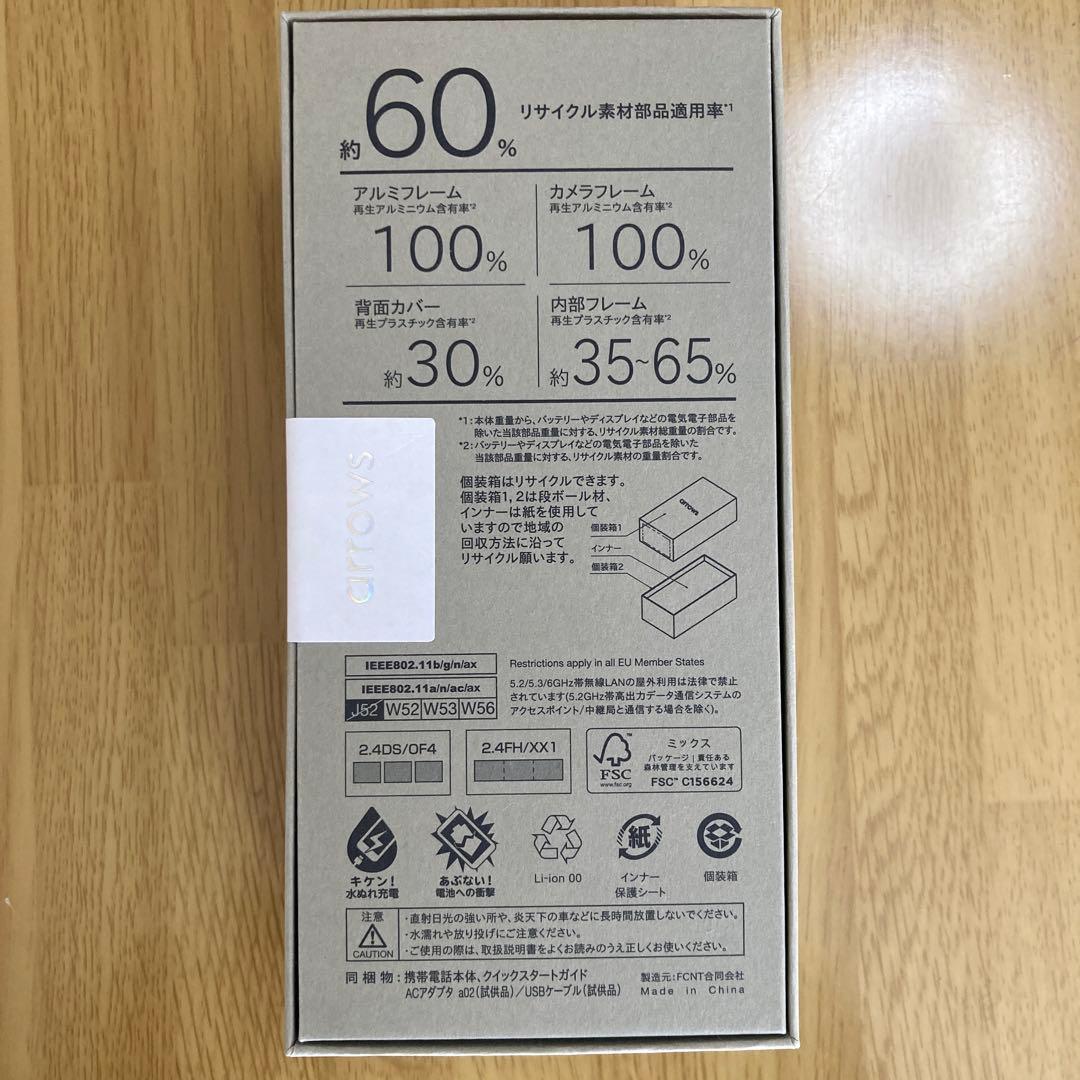 約60% リサイクル素材部品適用率*1
アルミフレーム
再生アルミニウム含有率*2
100%
カメラフレーム
再生アルミニウム含有率*2
100%
背面カバー
再生プラスチック含有率*2
約30%
内部フレーム
再生プラスチック含有率*2
約35~65%
*1:本体重量から、バッテリーやディスプレイなどの電気電子部品を
除いた当該部品重量に対する、リサイクル素材総重量の割合です。
*2:バッテリーやディスプレイなどの電気電子部品を除いた
当該部品重量に対する、リサイクル素材の重量割合です。
arrows
個装箱はリサイクルできます。
個装箱1,2は段ボール材、
インナーは紙を使用して
いますので地域の
回収方法に沿って
リサイクル願います。
arrows
個装箱1
インナー
個装箱2
IEEE802.11b/g/n/ax
IEEE802.11a/n/ac/ax
J52 W52 W53 W56
Restrictions apply in all EU Member States
5.2/5.3/6GHz帯無線LANの屋外利用は法律で禁止
されています(5.2GHz帯高出力データ通信システムの
アクセスポイント/中継局と通信する場合を除く)。
2.4DS/OF4
2.4FH/XX1
FSC
www.fsc.org
ミックス
パッケージ|責任ある
森林管理を支えています
FSC™ C156624
キケン!
水ぬれ充電
あぶない!
電池への衝撃
Li-ion 00
紙
インナー
保護シート
個装箱
注意
CAUTION
・直射日光の強い所や、炎天下の車などに長時間放置しないでください。
・水濡れや放り投げにご注意ください。
・ご使用の際は、取扱説明書をよくお読みのうえ正しくお使いください。
同梱物:携帯電話本体、クイックスタートガイド
ACアダプタ a02(試供品)/USBケーブル(試供品)
製造元:FCNT合同会社
Made in China